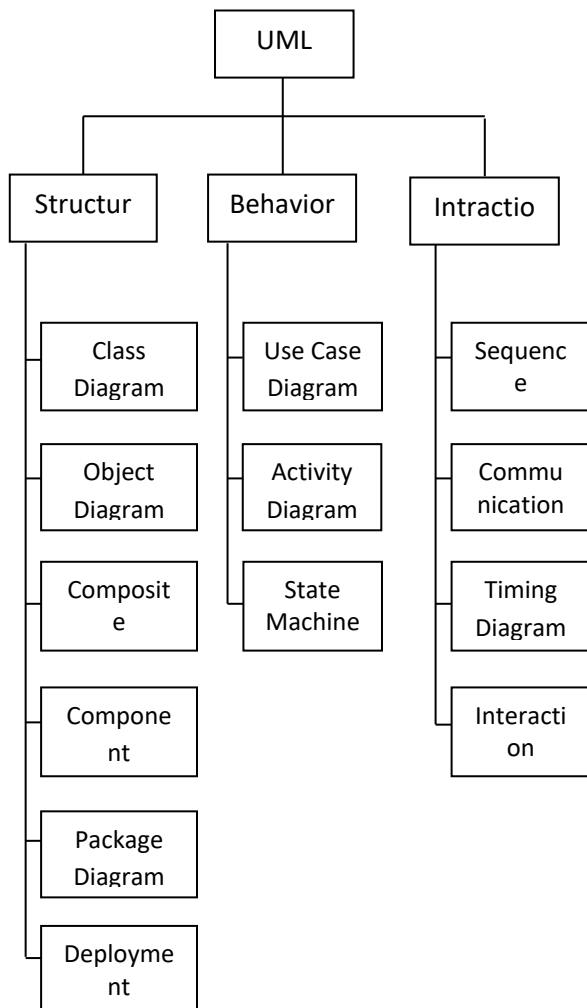 UML
Structur
Behavior
Intractio
Class
Diagram
Object
Diagram
Composit
e
Compone
nt
Package
Diagram
Deployme
nt
Use Case
Diagram
Activity
Diagram
State
Machine
Sequenc
e
Commu
nication
Timing
Diagram
Interacti
on